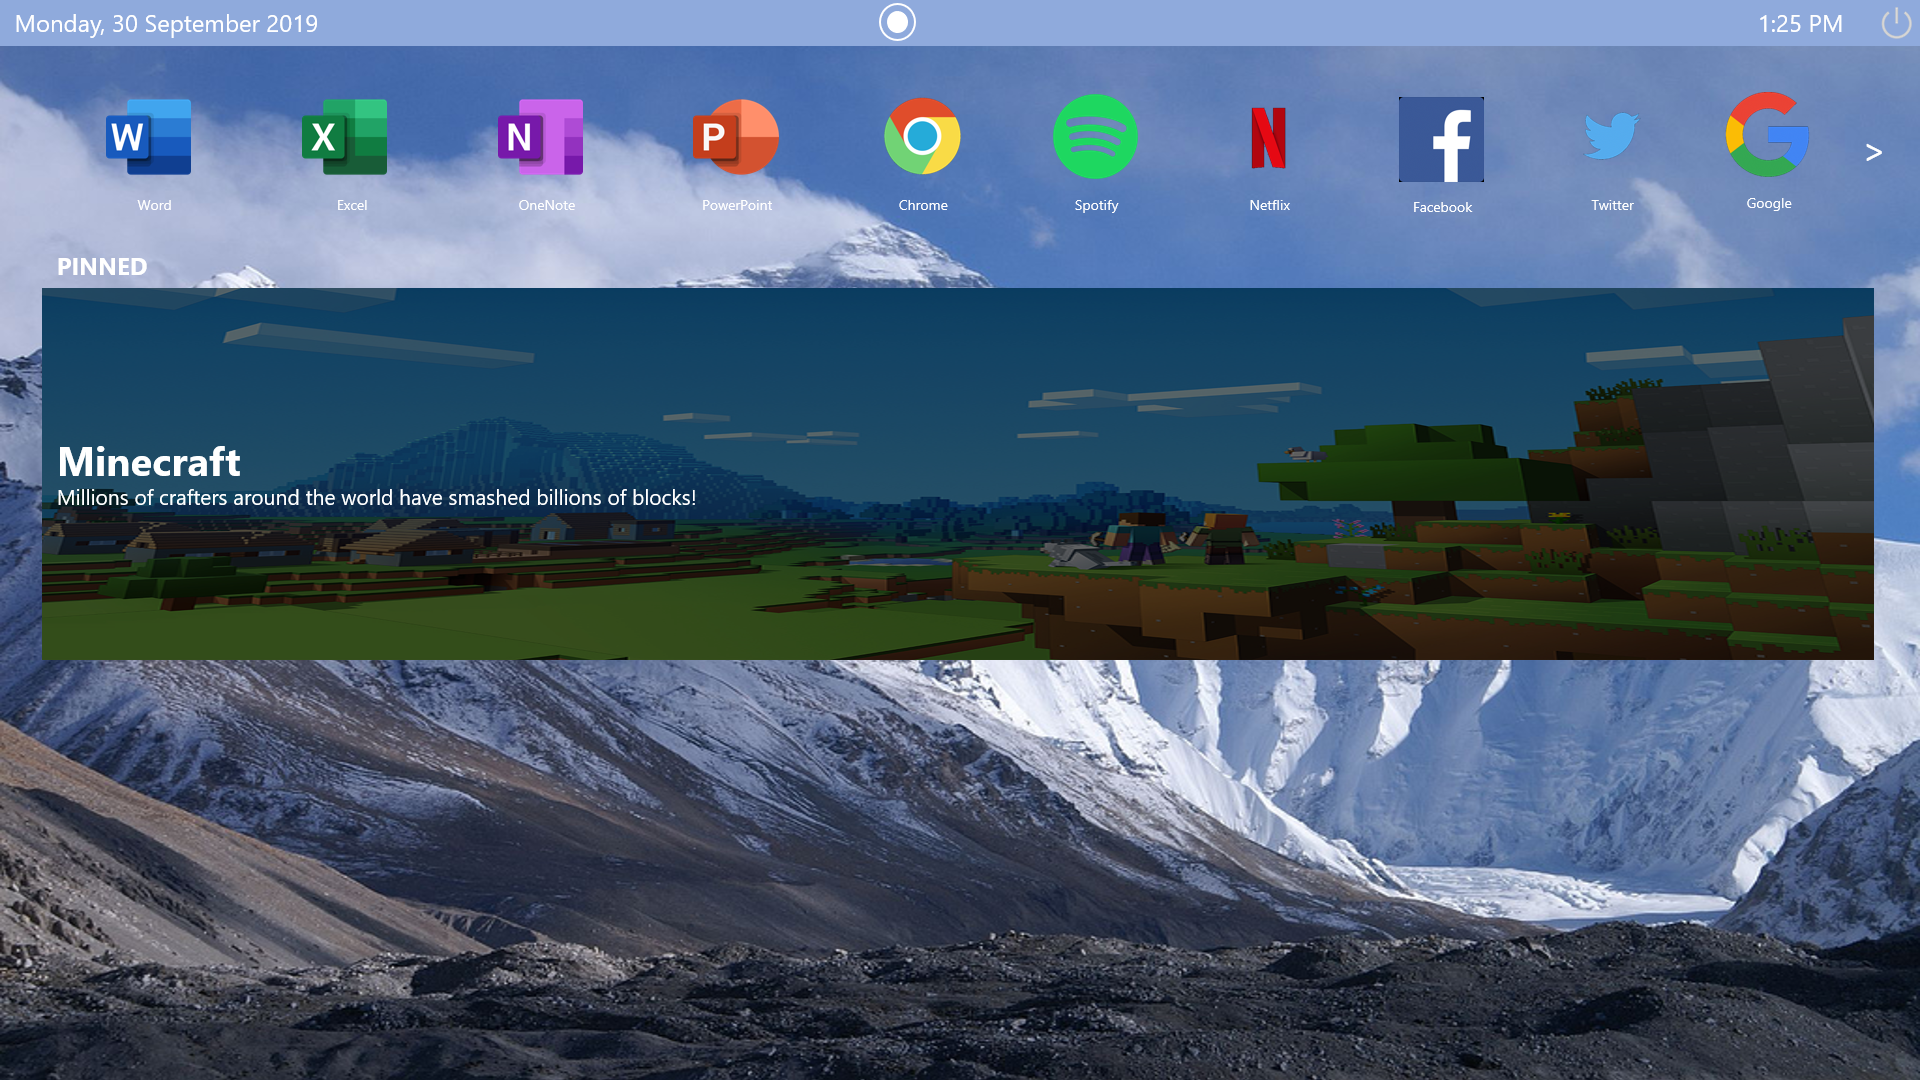 Monday, 30 September 2019
1:25 PM
W
X
N
P
N
f
G
>
Word
Excel
OneNote
PowerPoint
Chrome
Spotify
Netflix
Facebook
Twitter
Google
PINNED
Minecraft
Millions of crafters around the world have smashed billions of blocks!